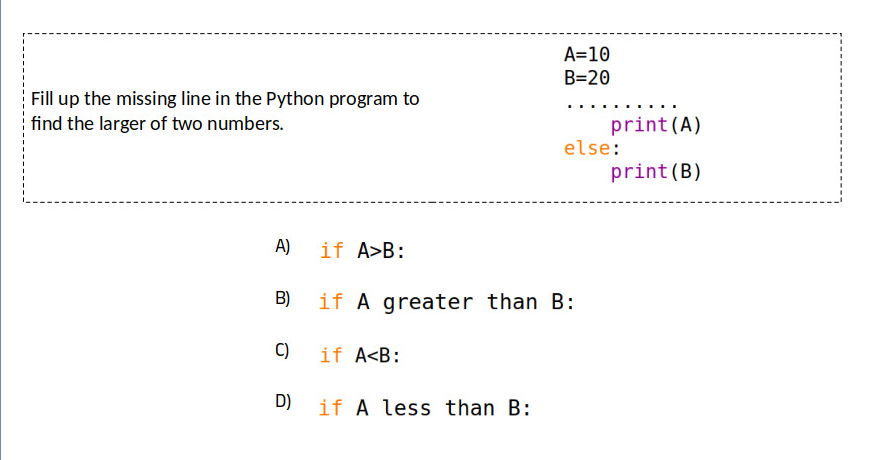 Fill up the missing line in the Python program to
find the larger of two numbers.
A=10
B=20
..........
    print(A)
else:
    print(B)
A) if A>B:
B) if A greater than B:
C) if A<B:
D) if A less than B: